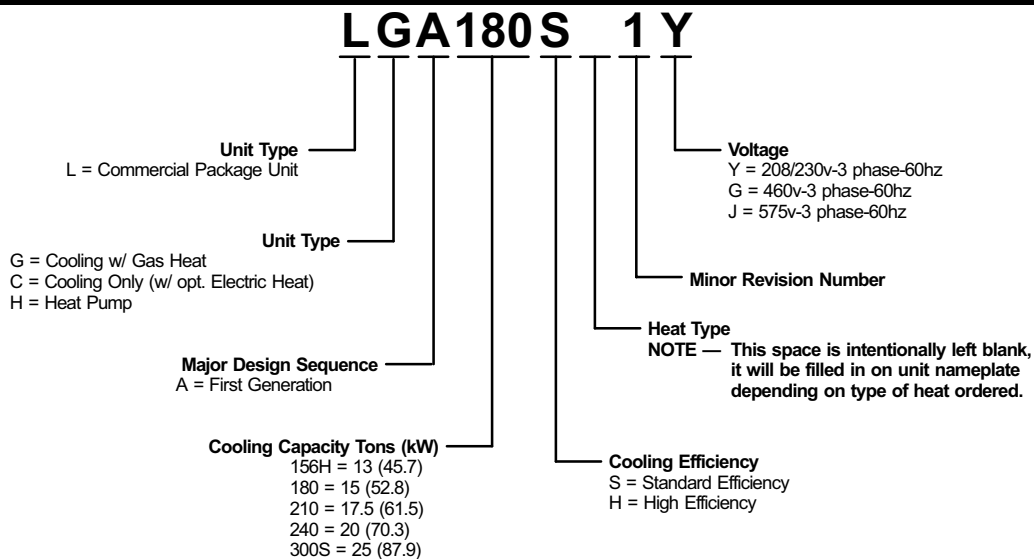 LGA180S 1Y
Unit Type
L = Commercial Package Unit
Unit Type
G = Cooling w/ Gas Heat
C = Cooling Only (w/ opt. Electric Heat)
H = Heat Pump
Major Design Sequence
A = First Generation
Cooling Capacity Tons (kW)
156H = 13 (45.7)
180 = 15 (52.8)
210 = 17.5 (61.5)
240 = 20 (70.3)
300S = 25 (87.9)
Voltage
Y = 208/230v-3 phase-60hz
G = 460v-3 phase-60hz
J = 575v-3 phase-60hz
Minor Revision Number
Heat Type
NOTE — This space is intentionally left blank,
it will be filled in on unit nameplate
depending on type of heat ordered.
Cooling Efficiency
S = Standard Efficiency
H = High Efficiency